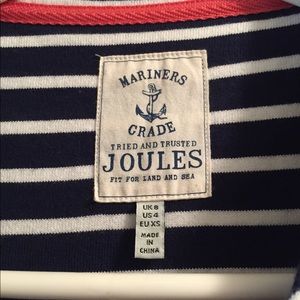 MARINERS
GRADE
TRIED AND TRUSTED
JOULES
FIT FOR LAND AND SEA
UK 8
US 4
EU XS
MADE
IN
CHINA